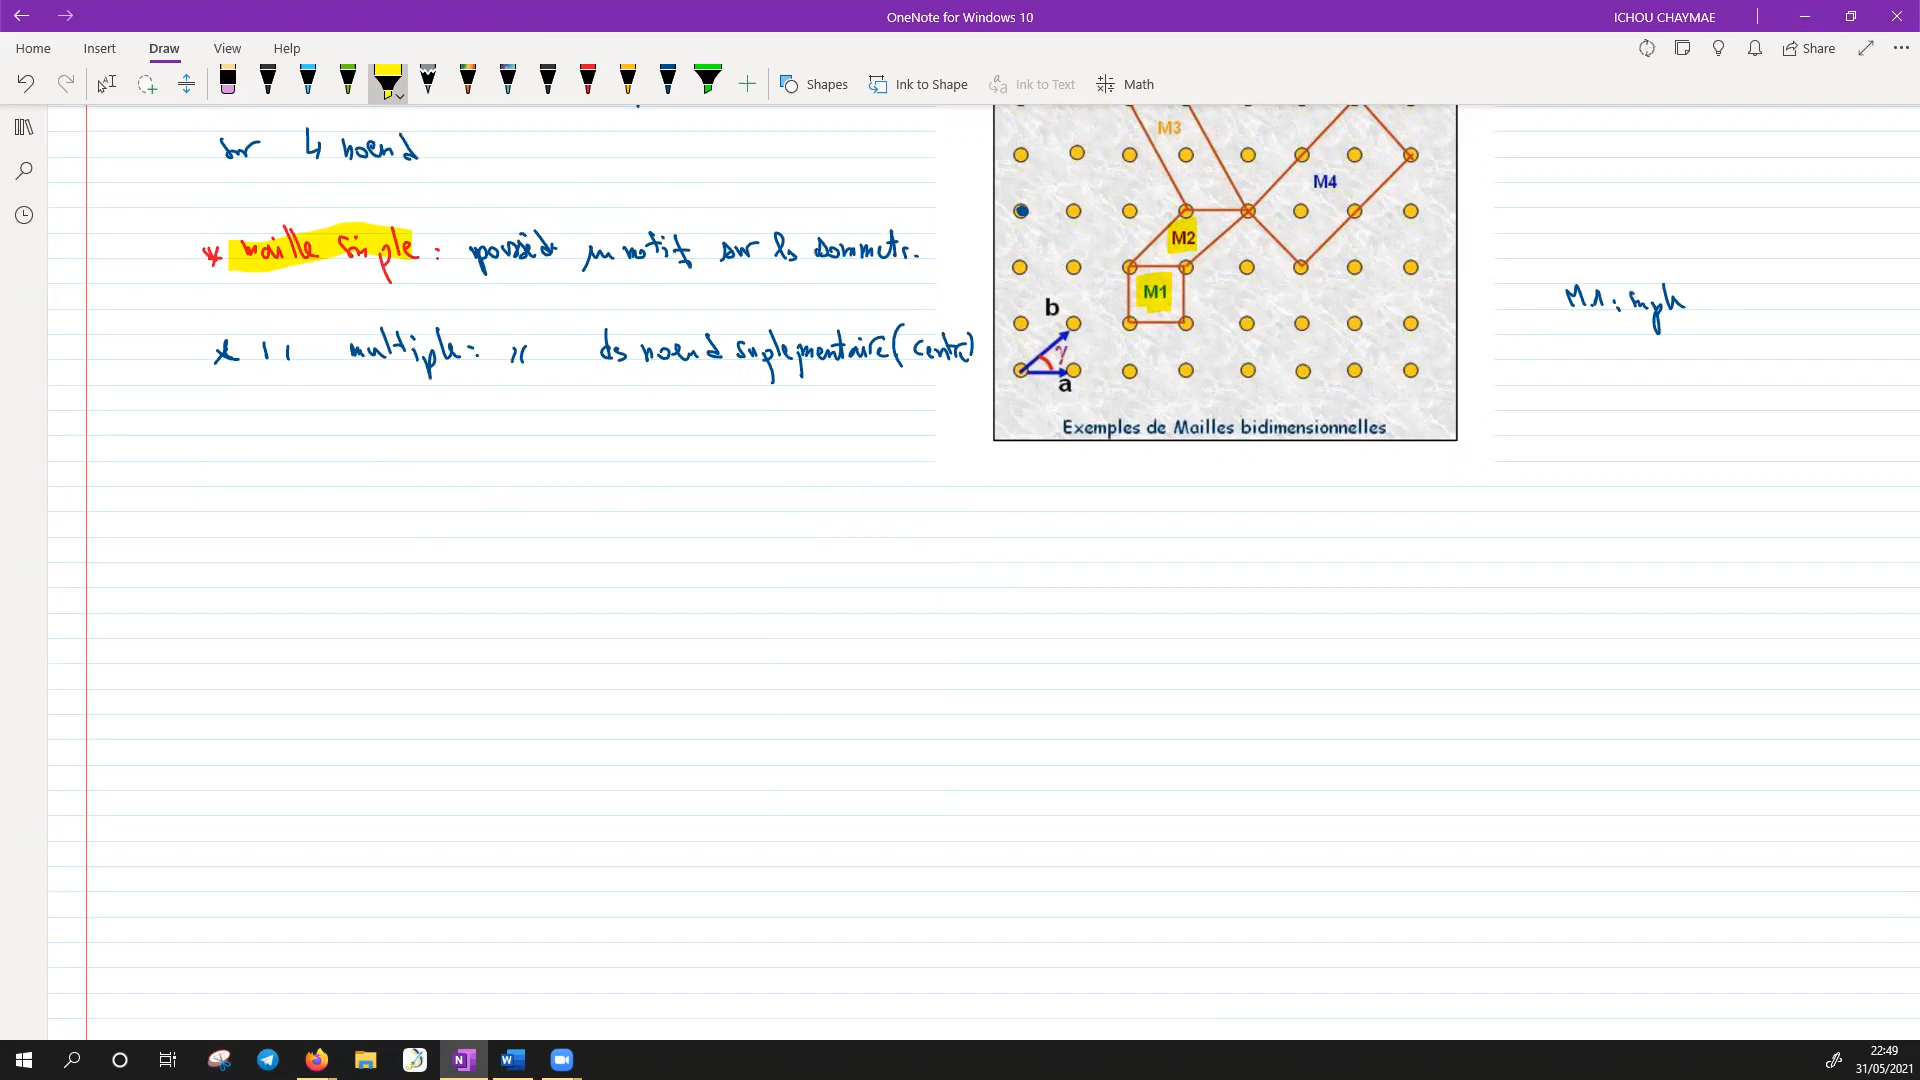 OneNote for Windows 10
ICHOU CHAYMAE
Home Insert Draw View Help
Share
Shapes
Ink to Shape
Ink to Text
Math
sur 4 noeud
* maille simple : possède un motif sur ls sommets.
* '' multiple : '' ds noeud suplementaire (centre)
M3
M4
M2
M1
b
γ
a
Exemples de Mailles bidimensionnelles
M1 : simple
22:49
31/05/2021